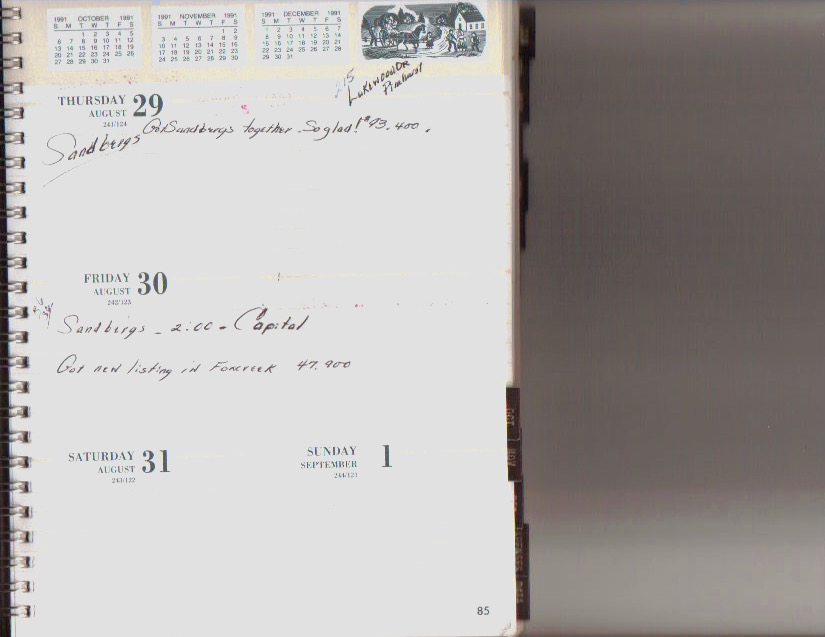 1991 OCTOBER 1991
S M T W T F S
1 2 3 4 5
6 7 8 9 10 11 12
13 14 15 16 17 18 19
20 21 22 23 24 25 26
27 28 29 30 31
1991 NOVEMBER 1991
S M T W T F S
1 2
3 4 5 6 7 8 9
10 11 12 13 14 15 16
17 18 19 20 21 22 23
24 25 26 27 28 29 30
1991 DECEMBER 1991
S M T W T F S
1 2 3 4 5 6 7
8 9 10 11 12 13 14
15 16 17 18 19 20 21
22 23 24 25 26 27 28
29 30 31
215
Lakewood Dr
THURSDAY 29
AUGUST
241/124
Got Sandbergs together. So glad! $93,400.
Sandbergs
FRIDAY 30
AUGUST
242/123
Sandbergs - 2:00 - Capital
Got new listing in Foxcreek 47,900
SATURDAY 31
AUGUST
243/122
SUNDAY 1
SEPTEMBER
244/121
85